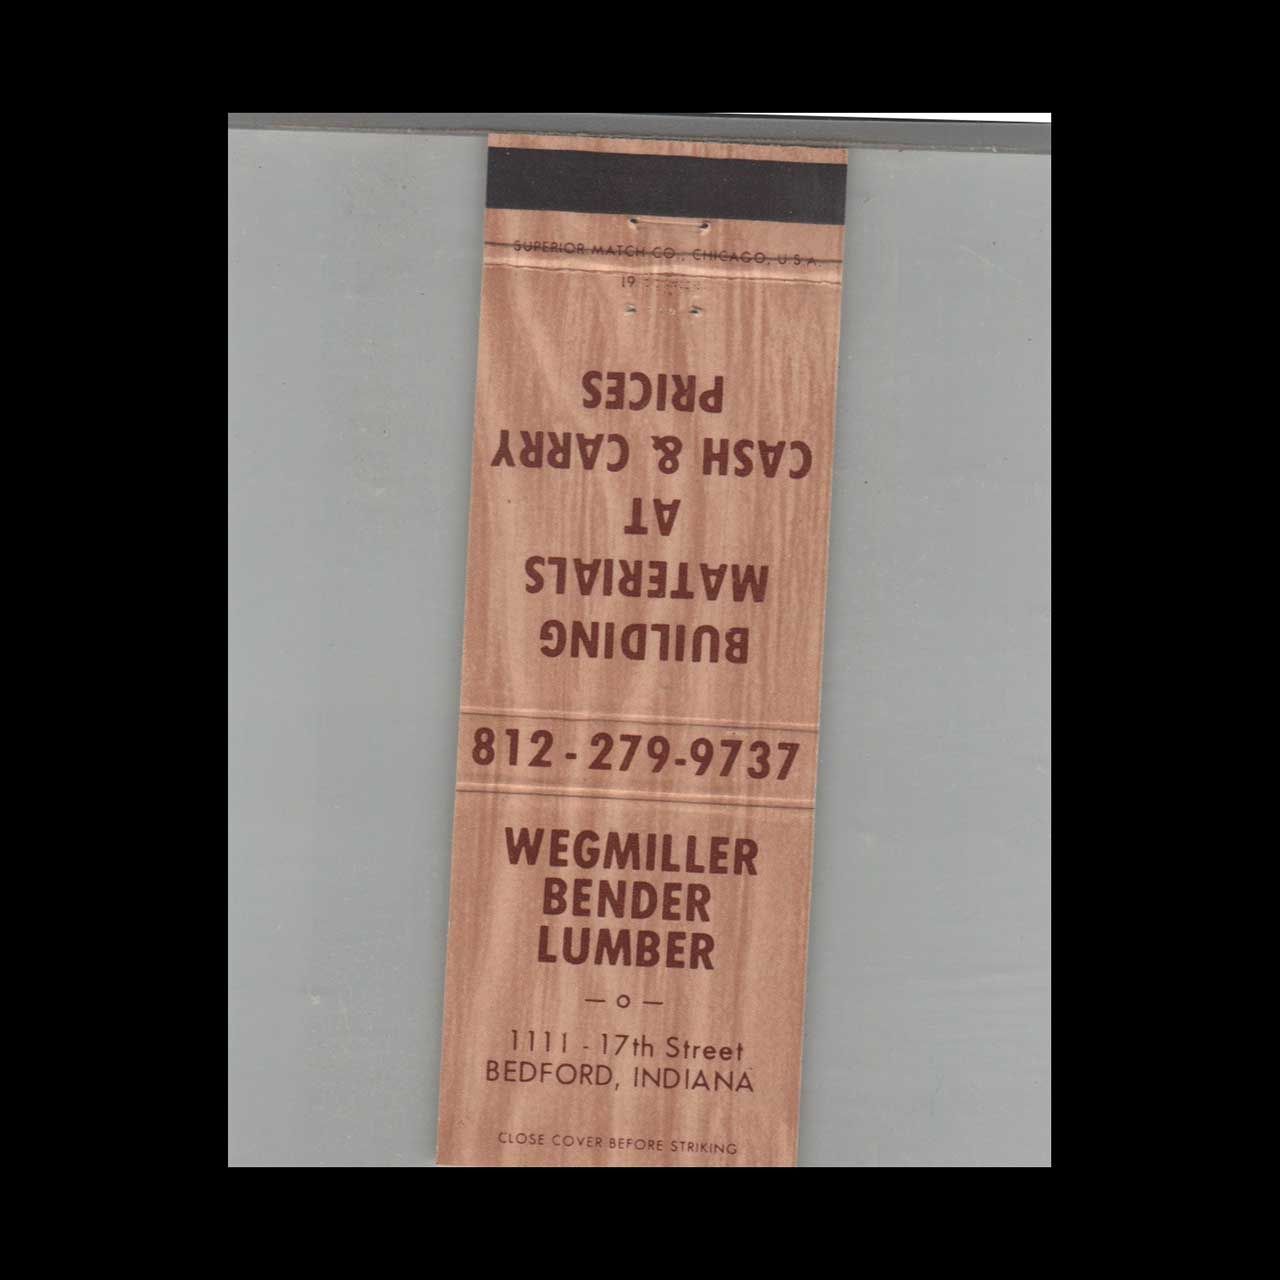 SUPERIOR MATCH CO., CHICAGO, U.S.A.
19
BUILDING
MATERIALS
AT
CASH & CARRY
PRICES
812-279-9737
WEGMILLER
BENDER
LUMBER
— o —
1111 - 17th Street
BEDFORD, INDIANA
CLOSE COVER BEFORE STRIKING